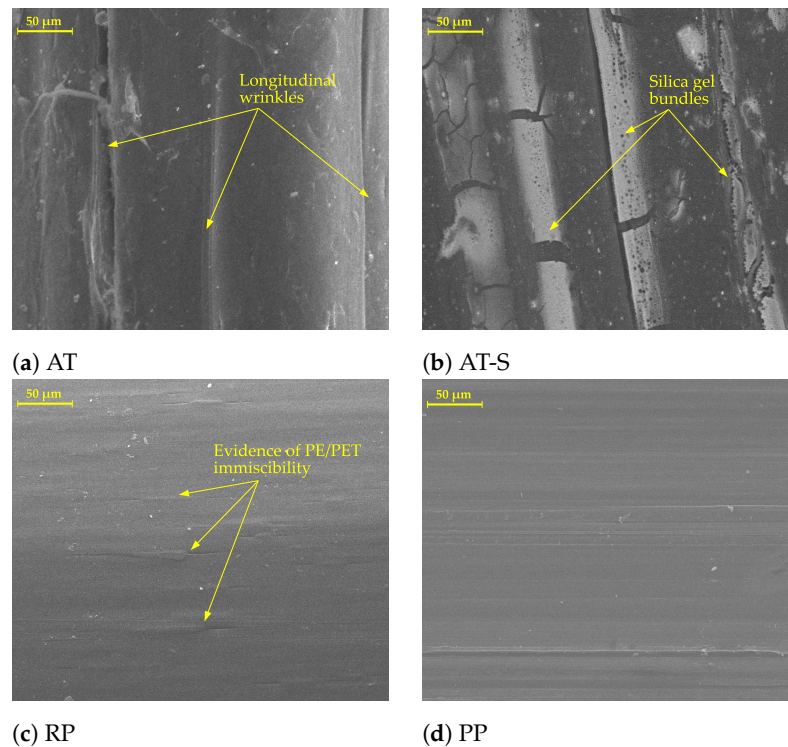 50 µm
Longitudinal
wrinkles
50 µm
Silica gel
bundles
(a) AT
(b) AT-S
50 µm
Evidence of PE/PET
immiscibility
50 µm
(c) RP
(d) PP